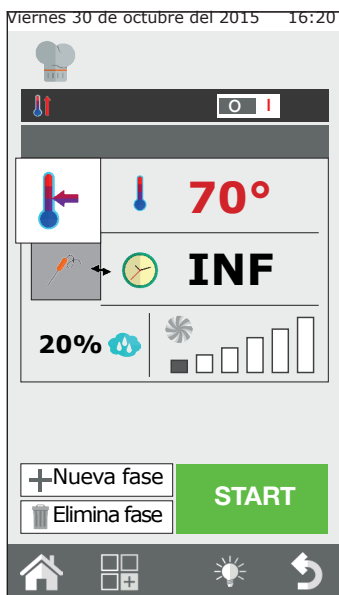 Viernes 30 de octubre del 2015 16:20
O I
70°
INF
20%
Nueva fase
START
Elimina fase